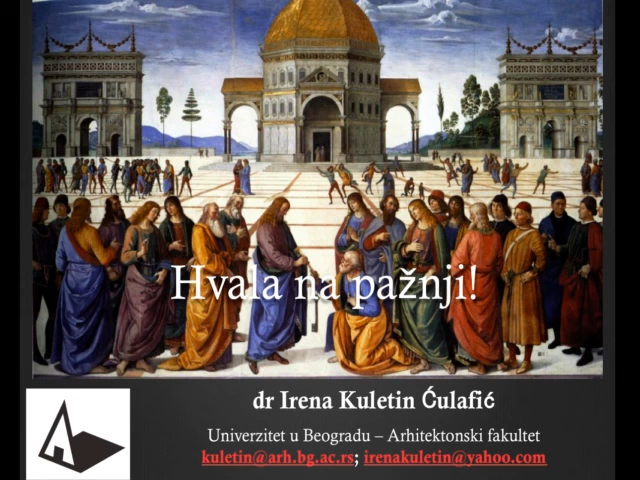 Hvala na pažnji!
dr Irena Kuletin Ćulafić
Univerzitet u Beogradu – Arhitektonski fakultet
kuletin@arh.bg.ac.rs; irenakuletin@yahoo.com